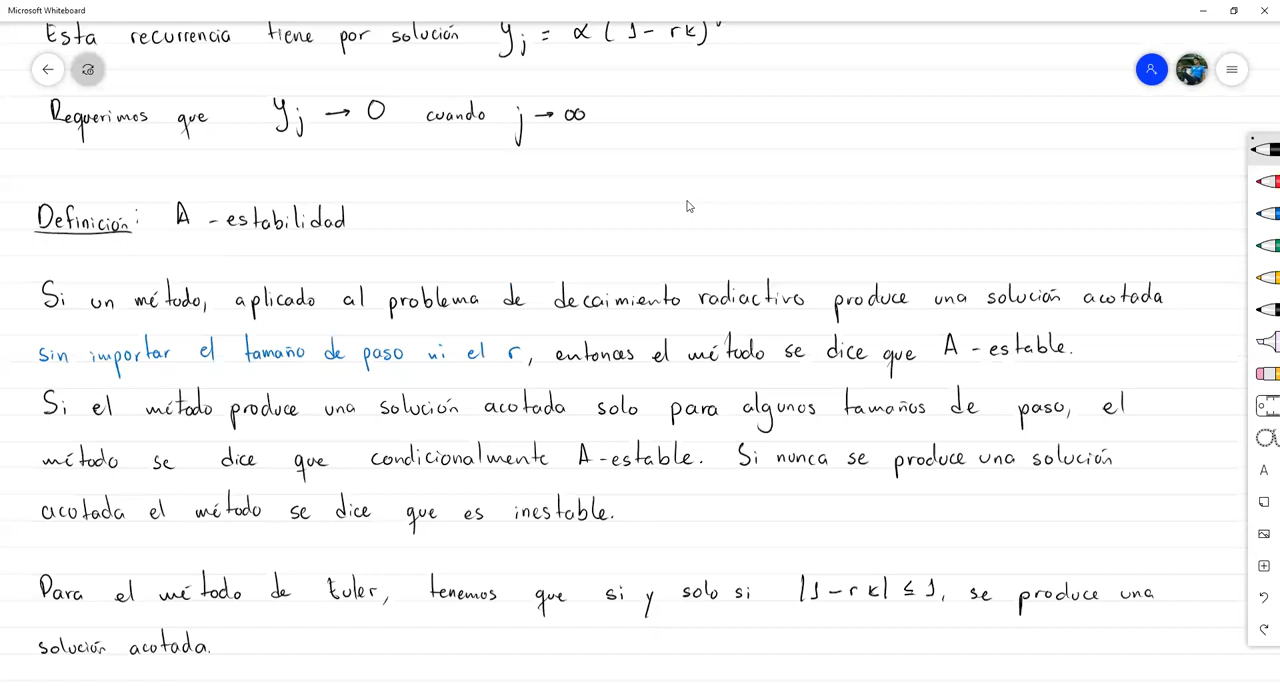 Microsoft Whiteboard
Esta recurrencia tiene por solución y_j = α (1 - rk)^j
Requerimos que y_j → 0 cuando j → ∞
Definición: A - estabilidad
Si un método, aplicado al problema de decaimiento radiactivo produce una solución acotada
sin importar el tamaño de paso ni el r, entonces el método se dice que A - estable.
Si el método produce una solución acotada solo para algunos tamaños de paso, el
método se dice que condicionalmente A - estable. Si nunca se produce una solución
acotada el método se dice que es inestable.
Para el método de Euler, tenemos que si y solo si |1 - r k| ≤ 1, se produce una
solución acotada.
A